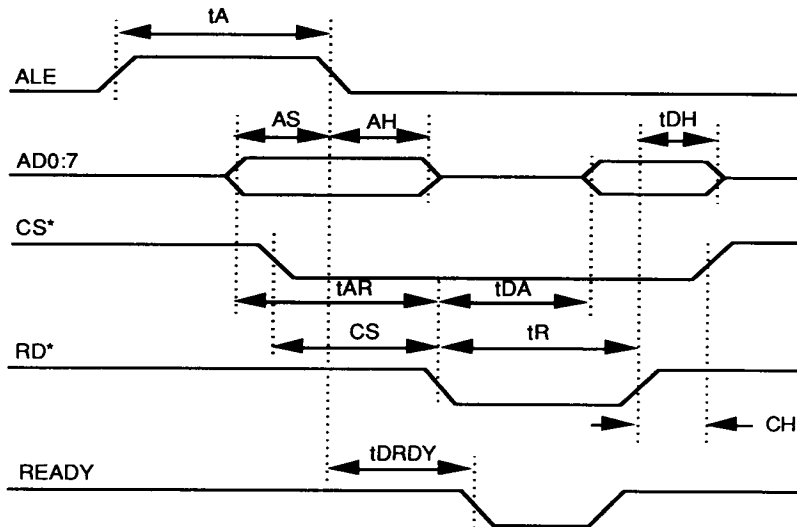 tA
ALE
AS AH tDH
AD0:7
CS*
tAR tDA
CS tR
RD*
CH
tDRDY
READY